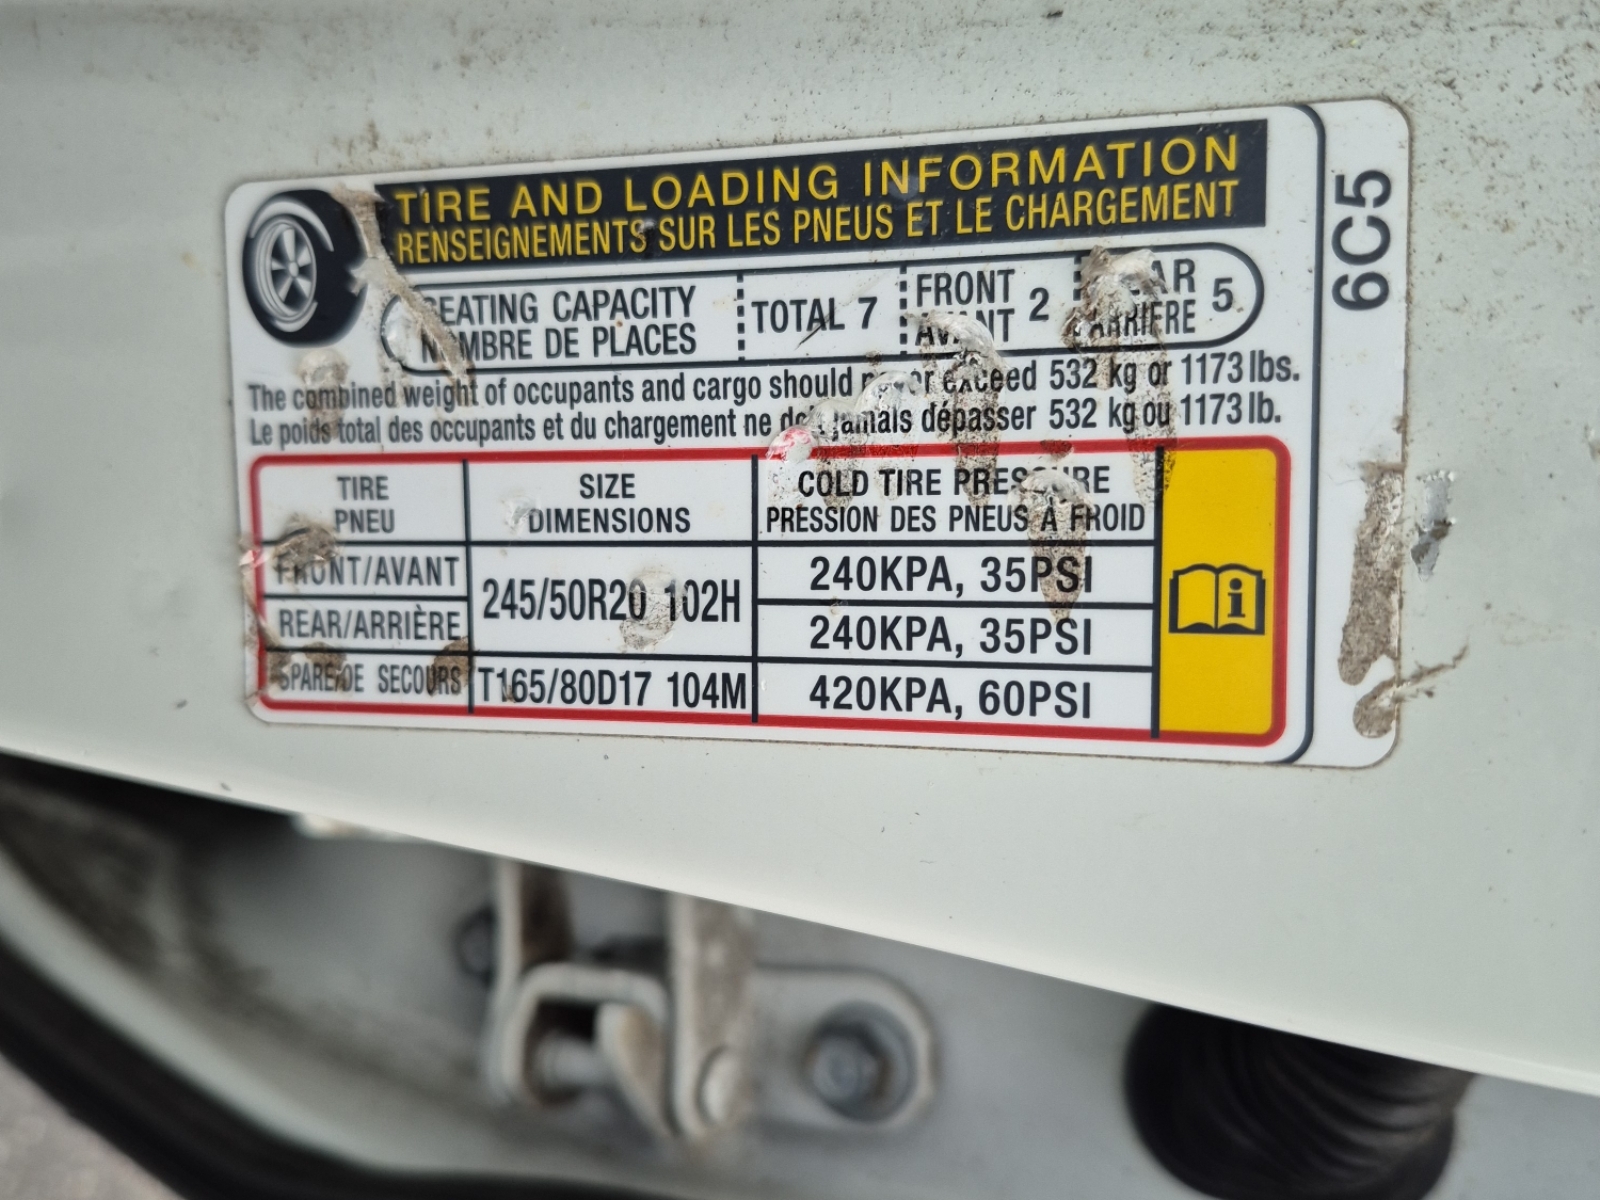 TIRE AND LOADING INFORMATION
RENSEIGNEMENTS SUR LES PNEUS ET LE CHARGEMENT
SEATING CAPACITY TOTAL 7 FRONT 2 REAR 5
NOMBRE DE PLACES AVANT ARRIÈRE
The combined weight of occupants and cargo should never exceed 532 kg or 1173 lbs.
Le poids total des occupants et du chargement ne doit jamais dépasser 532 kg ou 1173 lb.
TIRE SIZE COLD TIRE PRESSURE
PNEU DIMENSIONS PRESSION DES PNEUS À FROID
FRONT/AVANT 245/50R20 102H 240KPA, 35PSI
REAR/ARRIÈRE 240KPA, 35PSI
SPARE/DE SECOURS T165/80D17 104M 420KPA, 60PSI
6C5